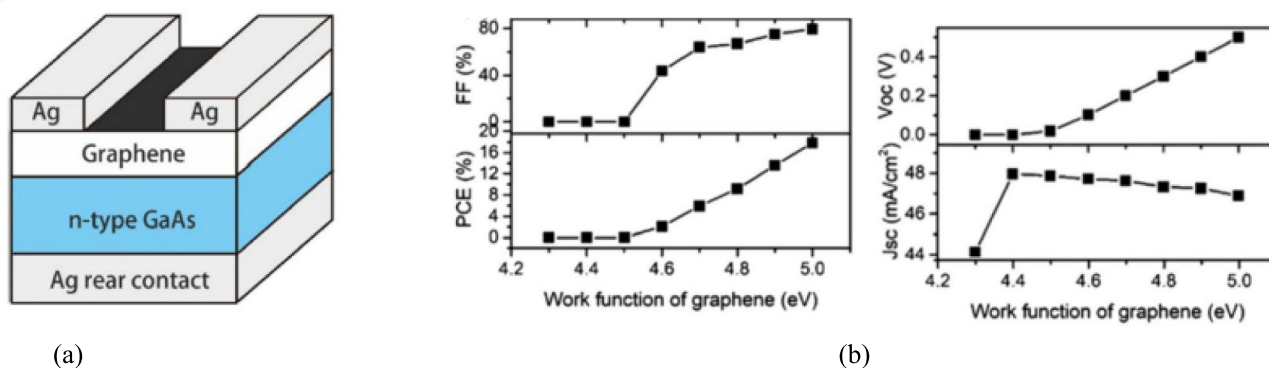 Ag
Ag
Graphene
n-type GaAs
Ag rear contact
(a)
FF (%)
80
40
0
PCE (%)
20
16
12
8
4
0
4.2 4.4 4.6 4.8 5.0
Work function of graphene (eV)
Voc (V)
0.4
0.2
0.0
Jsc (mA/cm²)
48
46
44
4.2 4.4 4.6 4.8 5.0
Work function of graphene (eV)
(b)